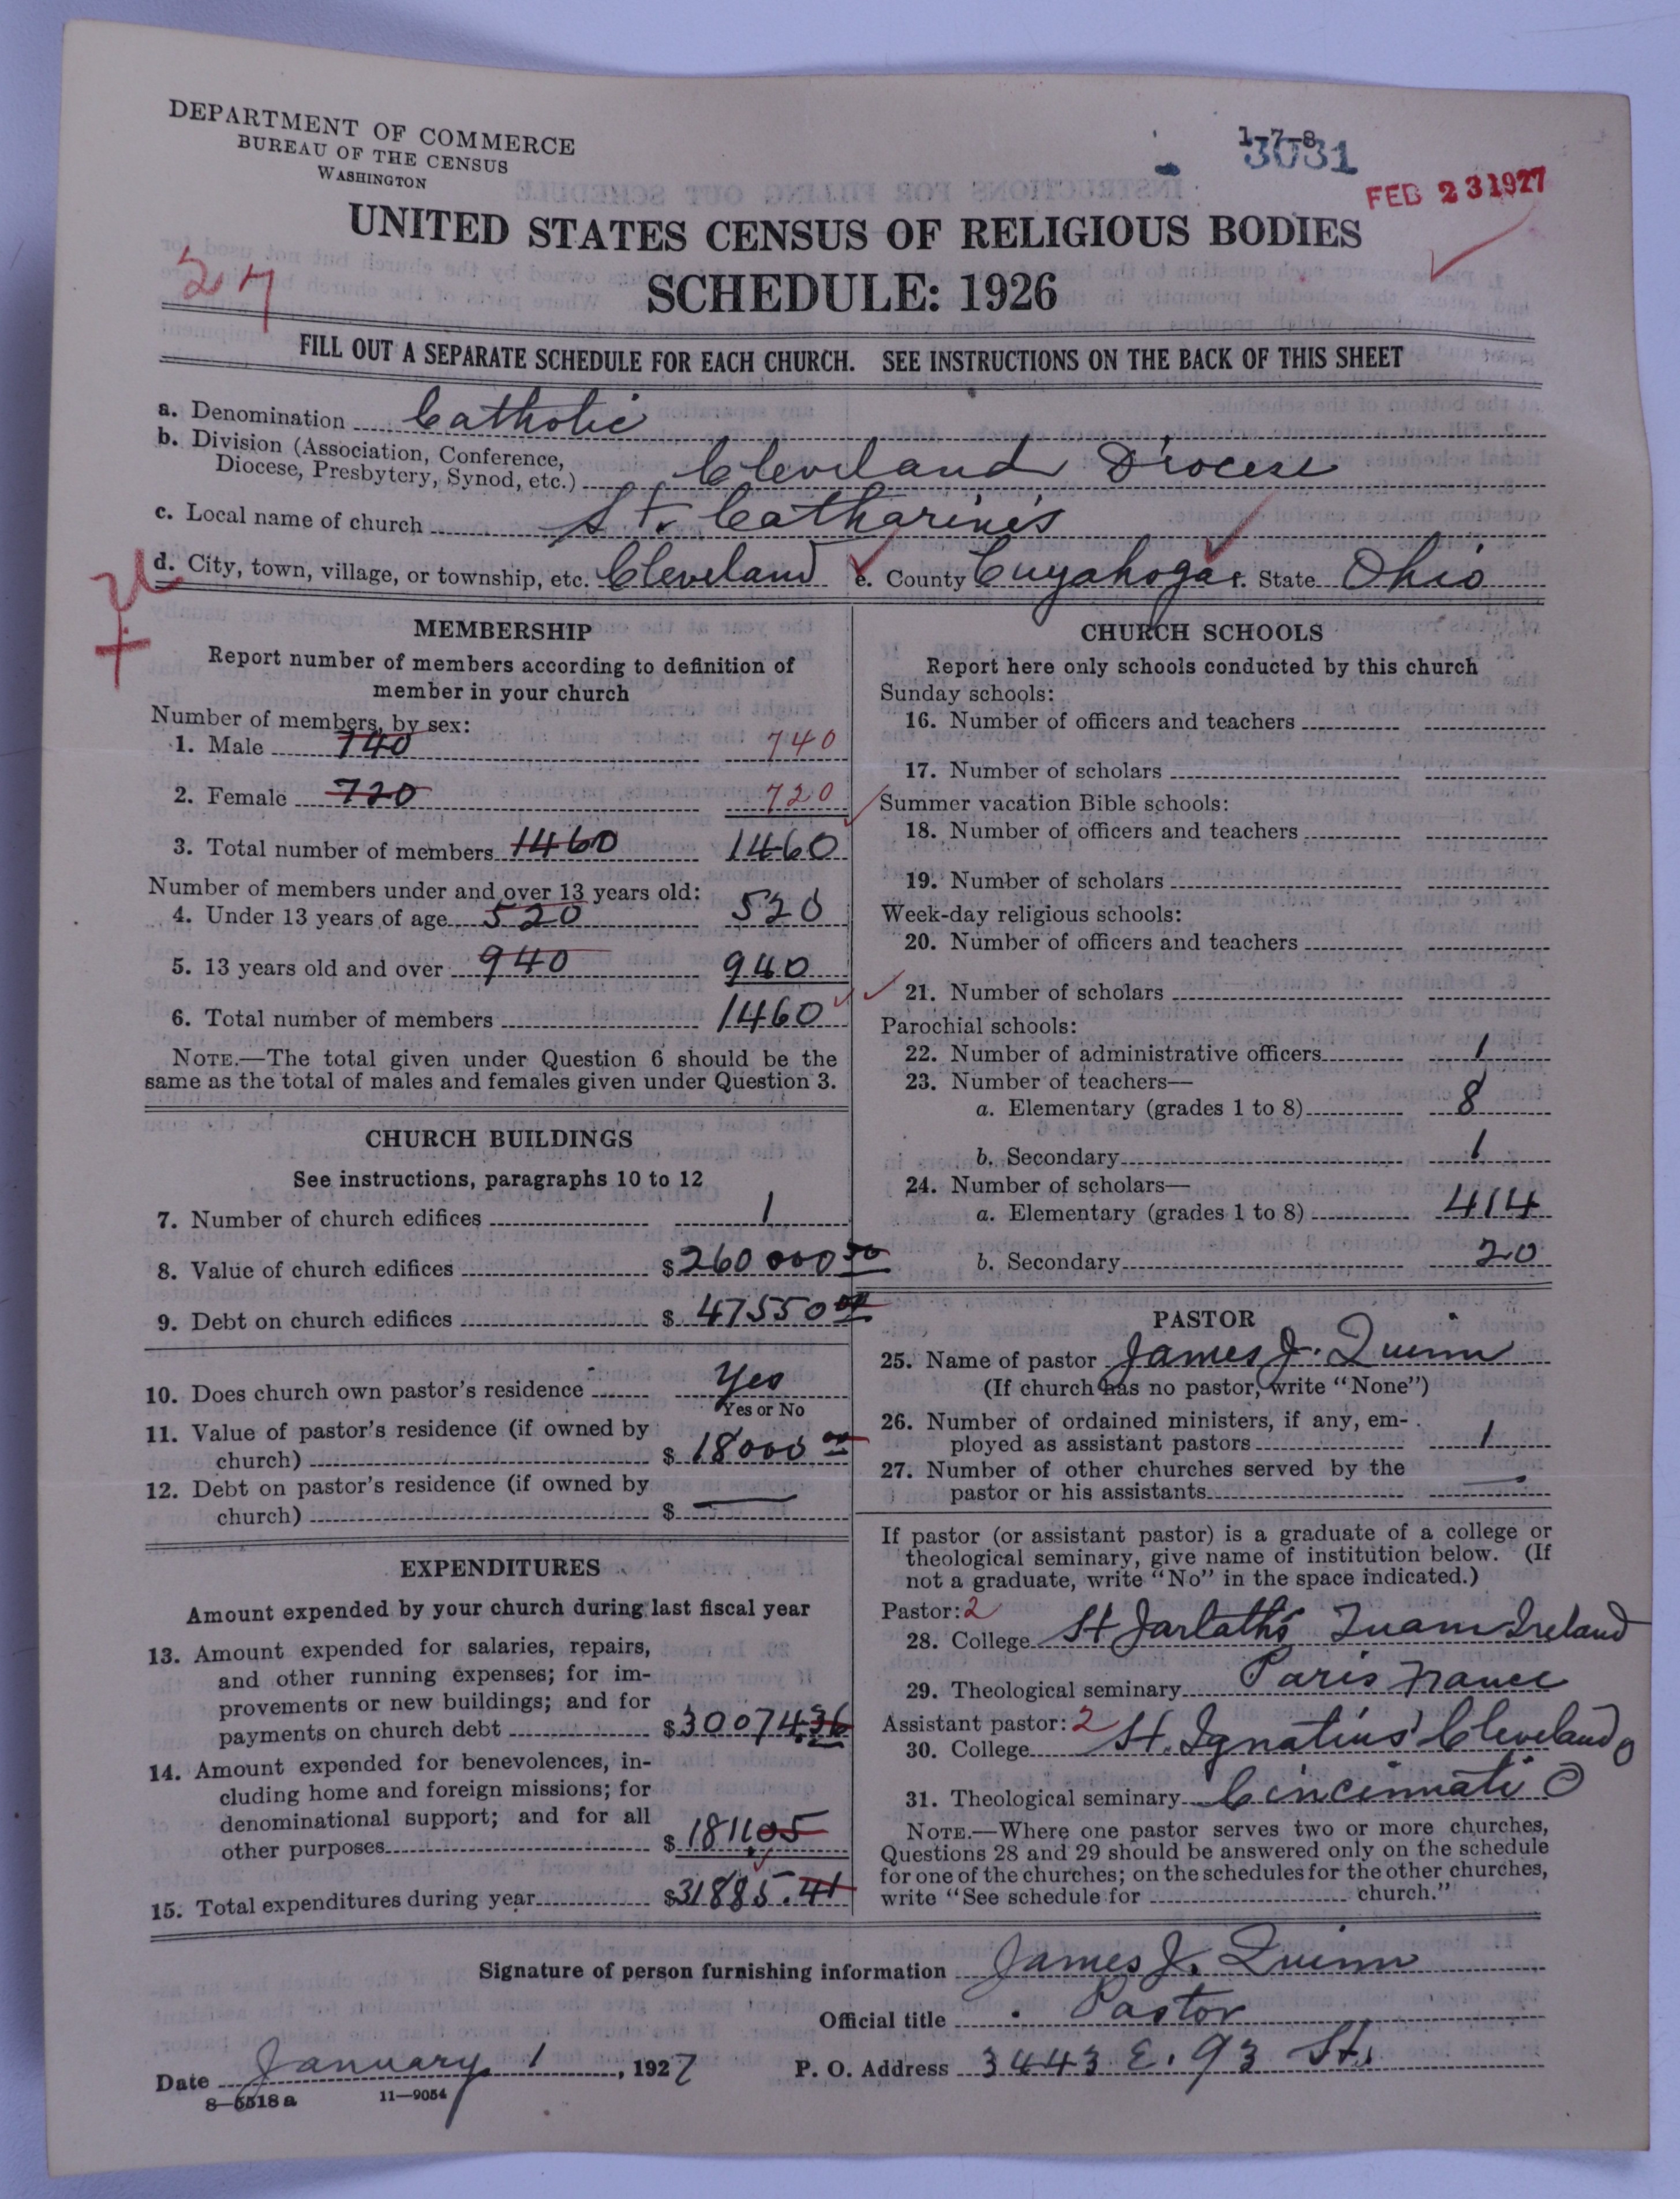 DEPARTMENT OF COMMERCE
BUREAU OF THE CENSUS
WASHINGTON
1-7-8
3031
FEB 23 1927
UNITED STATES CENSUS OF RELIGIOUS BODIES
SCHEDULE: 1926
27
FILL OUT A SEPARATE SCHEDULE FOR EACH CHURCH. SEE INSTRUCTIONS ON THE BACK OF THIS SHEET
a. Denomination Catholic
b. Division (Association, Conference, Diocese, Presbytery, Synod, etc.) Cleveland Diocese
c. Local name of church St. Catharine's
d. City, town, village, or township, etc. Cleveland e. County Cuyahoga f. State Ohio
MEMBERSHIP
Report number of members according to definition of
member in your church
Number of members, by sex:
1. Male 740 740
2. Female 720 720
3. Total number of members 1460 1460
Number of members under and over 13 years old:
4. Under 13 years of age 520 520
5. 13 years old and over 940 940
6. Total number of members 1460
NOTE.—The total given under Question 6 should be the
same as the total of males and females given under Question 3.
CHURCH BUILDINGS
See instructions, paragraphs 10 to 12
7. Number of church edifices 1
8. Value of church edifices $260000 00
9. Debt on church edifices $47550 00
10. Does church own pastor's residence Yes
Yes or No
11. Value of pastor's residence (if owned by
church) $18000 00
12. Debt on pastor's residence (if owned by
church) $ —
EXPENDITURES
Amount expended by your church during last fiscal year
13. Amount expended for salaries, repairs,
and other running expenses; for im-
provements or new buildings; and for
payments on church debt $30074.36
14. Amount expended for benevolences, in-
cluding home and foreign missions; for
denominational support; and for all
other purposes $1811.05
15. Total expenditures during year $31885.41
CHURCH SCHOOLS
Report here only schools conducted by this church
Sunday schools:
16. Number of officers and teachers
17. Number of scholars
Summer vacation Bible schools:
18. Number of officers and teachers
19. Number of scholars
Week-day religious schools:
20. Number of officers and teachers
21. Number of scholars
Parochial schools:
22. Number of administrative officers 1
23. Number of teachers—
a. Elementary (grades 1 to 8) 8
b. Secondary 1
24. Number of scholars—
a. Elementary (grades 1 to 8) 414
b. Secondary 20
PASTOR
25. Name of pastor James J. Quinn
(If church has no pastor, write "None")
26. Number of ordained ministers, if any, em-
ployed as assistant pastors 1
27. Number of other churches served by the
pastor or his assistants —
If pastor (or assistant pastor) is a graduate of a college or
theological seminary, give name of institution below. (If
not a graduate, write "No" in the space indicated.)
Pastor: 2
28. College St Jarlath's Tuam Ireland
29. Theological seminary Paris France
Assistant pastor: 2
30. College St. Ignatius' Cleveland O
31. Theological seminary Cincinnati O
NOTE.—Where one pastor serves two or more churches,
Questions 28 and 29 should be answered only on the schedule
for one of the churches; on the schedules for the other churches,
write "See schedule for church."
Signature of person furnishing information James J. Quinn
Official title Pastor
Date January 1, 1927 P. O. Address 3443 E. 93 St.
8—5518 a 11—9054